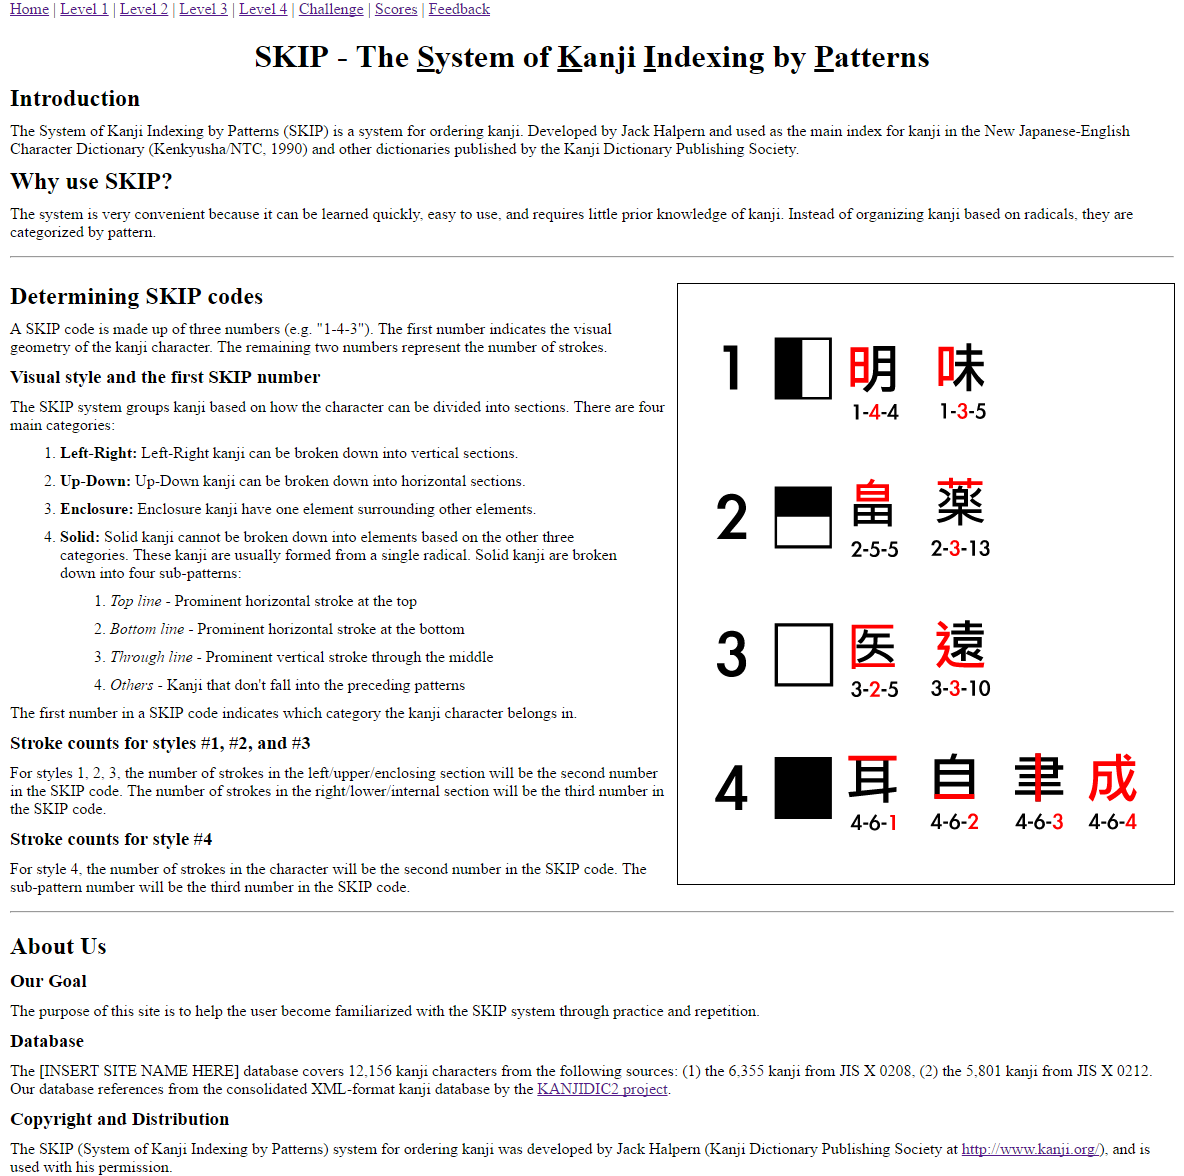 Home | Level 1 | Level 2 | Level 3 | Level 4 | Challenge | Scores | Feedback
SKIP - The System of Kanji Indexing by Patterns
Introduction
The System of Kanji Indexing by Patterns (SKIP) is a system for ordering kanji. Developed by Jack Halpern and used as the main index for kanji in the New Japanese-English
Character Dictionary (Kenkyusha/NTC, 1990) and other dictionaries published by the Kanji Dictionary Publishing Society.
Why use SKIP?
The system is very convenient because it can be learned quickly, easy to use, and requires little prior knowledge of kanji. Instead of organizing kanji based on radicals, they are
categorized by pattern.
Determining SKIP codes
A SKIP code is made up of three numbers (e.g. "1-4-3"). The first number indicates the visual
geometry of the kanji character. The remaining two numbers represent the number of strokes.
Visual style and the first SKIP number
The SKIP system groups kanji based on how the character can be divided into sections. There are four
main categories:
1. Left-Right: Left-Right kanji can be broken down into vertical sections.
2. Up-Down: Up-Down kanji can be broken down into horizontal sections.
3. Enclosure: Enclosure kanji have one element surrounding other elements.
4. Solid: Solid kanji cannot be broken down into elements based on the other three
categories. These kanji are usually formed from a single radical. Solid kanji are broken
down into four sub-patterns:
1. Top line - Prominent horizontal stroke at the top
2. Bottom line - Prominent horizontal stroke at the bottom
3. Through line - Prominent vertical stroke through the middle
4. Others - Kanji that don't fall into the preceding patterns
The first number in a SKIP code indicates which category the kanji character belongs in.
Stroke counts for styles #1, #2, and #3
For styles 1, 2, 3, the number of strokes in the left/upper/enclosing section will be the second number
in the SKIP code. The number of strokes in the right/lower/internal section will be the third number in
the SKIP code.
Stroke counts for style #4
For style 4, the number of strokes in the character will be the second number in the SKIP code. The
sub-pattern number will be the third number in the SKIP code.
1 明 味
1-4-4 1-3-5
2 畠 薬
2-5-5 2-3-13
3 医 遠
3-2-5 3-3-10
4 耳 自 聿 成
4-6-1 4-6-2 4-6-3 4-6-4
About Us
Our Goal
The purpose of this site is to help the user become familiarized with the SKIP system through practice and repetition.
Database
The [INSERT SITE NAME HERE] database covers 12,156 kanji characters from the following sources: (1) the 6,355 kanji from JIS X 0208, (2) the 5,801 kanji from JIS X 0212.
Our database references from the consolidated XML-format kanji database by the KANJIDIC2 project.
Copyright and Distribution
The SKIP (System of Kanji Indexing by Patterns) system for ordering kanji was developed by Jack Halpern (Kanji Dictionary Publishing Society at http://www.kanji.org/), and is
used with his permission.